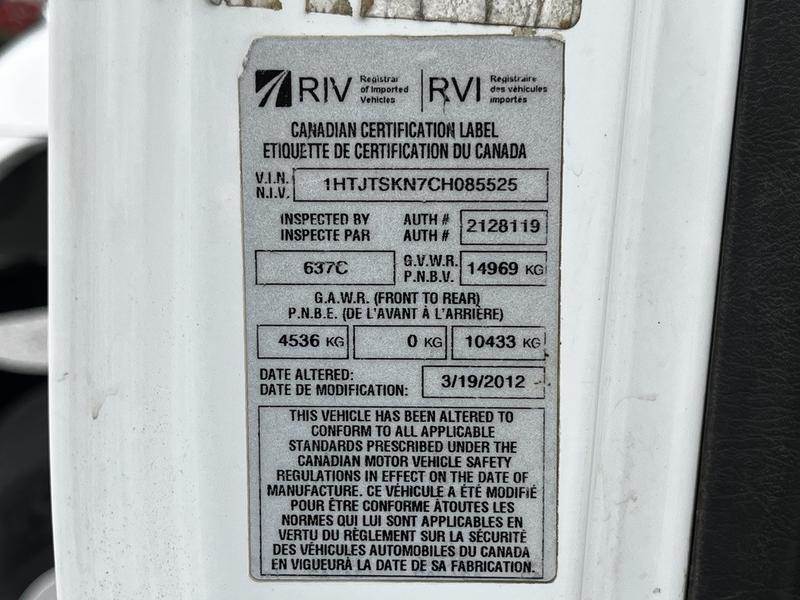 RIV Registrar of Imported Vehicles RVI Registraire des véhicules importés
CANADIAN CERTIFICATION LABEL
ETIQUETTE DE CERTIFICATION DU CANADA
V.I.N. N.I.V. 1HTJTSKN7CH085525
INSPECTED BY AUTH # 2128119
INSPECTE PAR AUTH #
637C G.V.W.R. P.N.B.V. 14969 KG
G.A.W.R. (FRONT TO REAR)
P.N.B.E. (DE L'AVANT À L'ARRIÈRE)
4536 KG 0 KG 10433 KG
DATE ALTERED:
DATE DE MODIFICATION: 3/19/2012
THIS VEHICLE HAS BEEN ALTERED TO
CONFORM TO ALL APPLICABLE
STANDARDS PRESCRIBED UNDER THE
CANADIAN MOTOR VEHICLE SAFETY
REGULATIONS IN EFFECT ON THE DATE OF
MANUFACTURE. CE VÉHICULE A ÉTÉ MODIFIÉ
POUR ÊTRE CONFORME ÀTOUTES LES
NORMES QUI LUI SONT APPLICABLES EN
VERTU DU RÈGLEMENT SUR LA SÉCURITÉ
DES VÉHICULES AUTOMOBILES DU CANADA
EN VIGUEURÀ LA DATE DE SA FABRICATION.